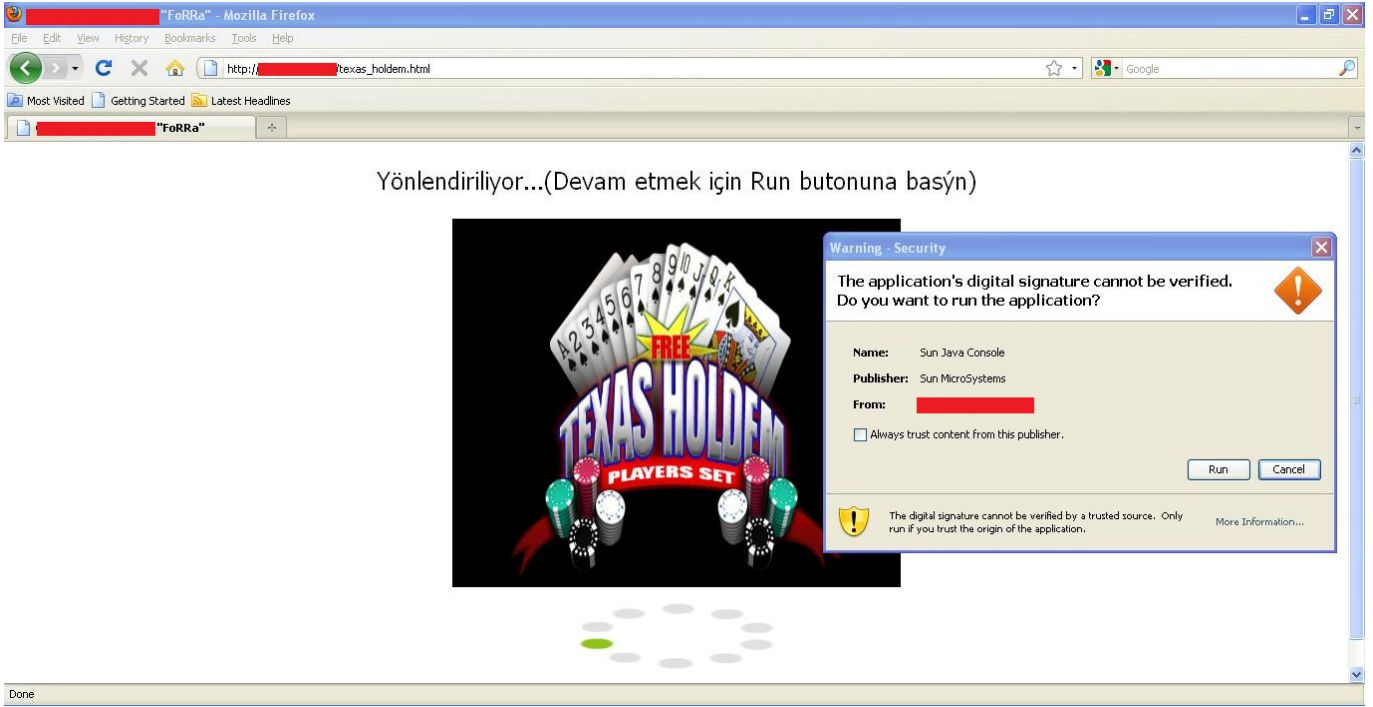 "FoRRa" - Mozilla Firefox
File Edit View History Bookmarks Tools Help
http:// /texas_holdem.html
Google
Most Visited Getting Started Latest Headlines
"FoRRa"
Yönlendiriliyor...(Devam etmek için Run butonuna basýn)
A 2 3 4 5 6 7 8 9 10 J Q K
FREE
TEXAS HOLDEM
PLAYERS SET
Warning - Security
The application's digital signature cannot be verified.
Do you want to run the application?
Name: Sun Java Console
Publisher: Sun MicroSystems
From:
Always trust content from this publisher.
Run Cancel
The digital signature cannot be verified by a trusted source. Only
run if you trust the origin of the application.
More Information...
Done